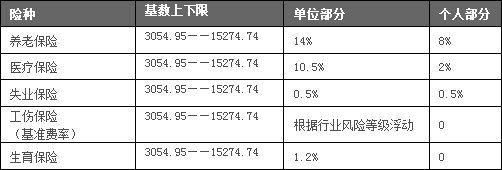 险种 基数上下限 单位部分 个人部分
养老保险 3054.95——15274.74 14% 8%
医疗保险 3054.95——15274.74 10.5% 2%
失业保险 3054.95——15274.74 0.5% 0.5%
工伤保险 3054.95——15274.74 根据行业风险等级浮动 0
（基准费率）
生育保险 3054.95——15274.74 1.2% 0